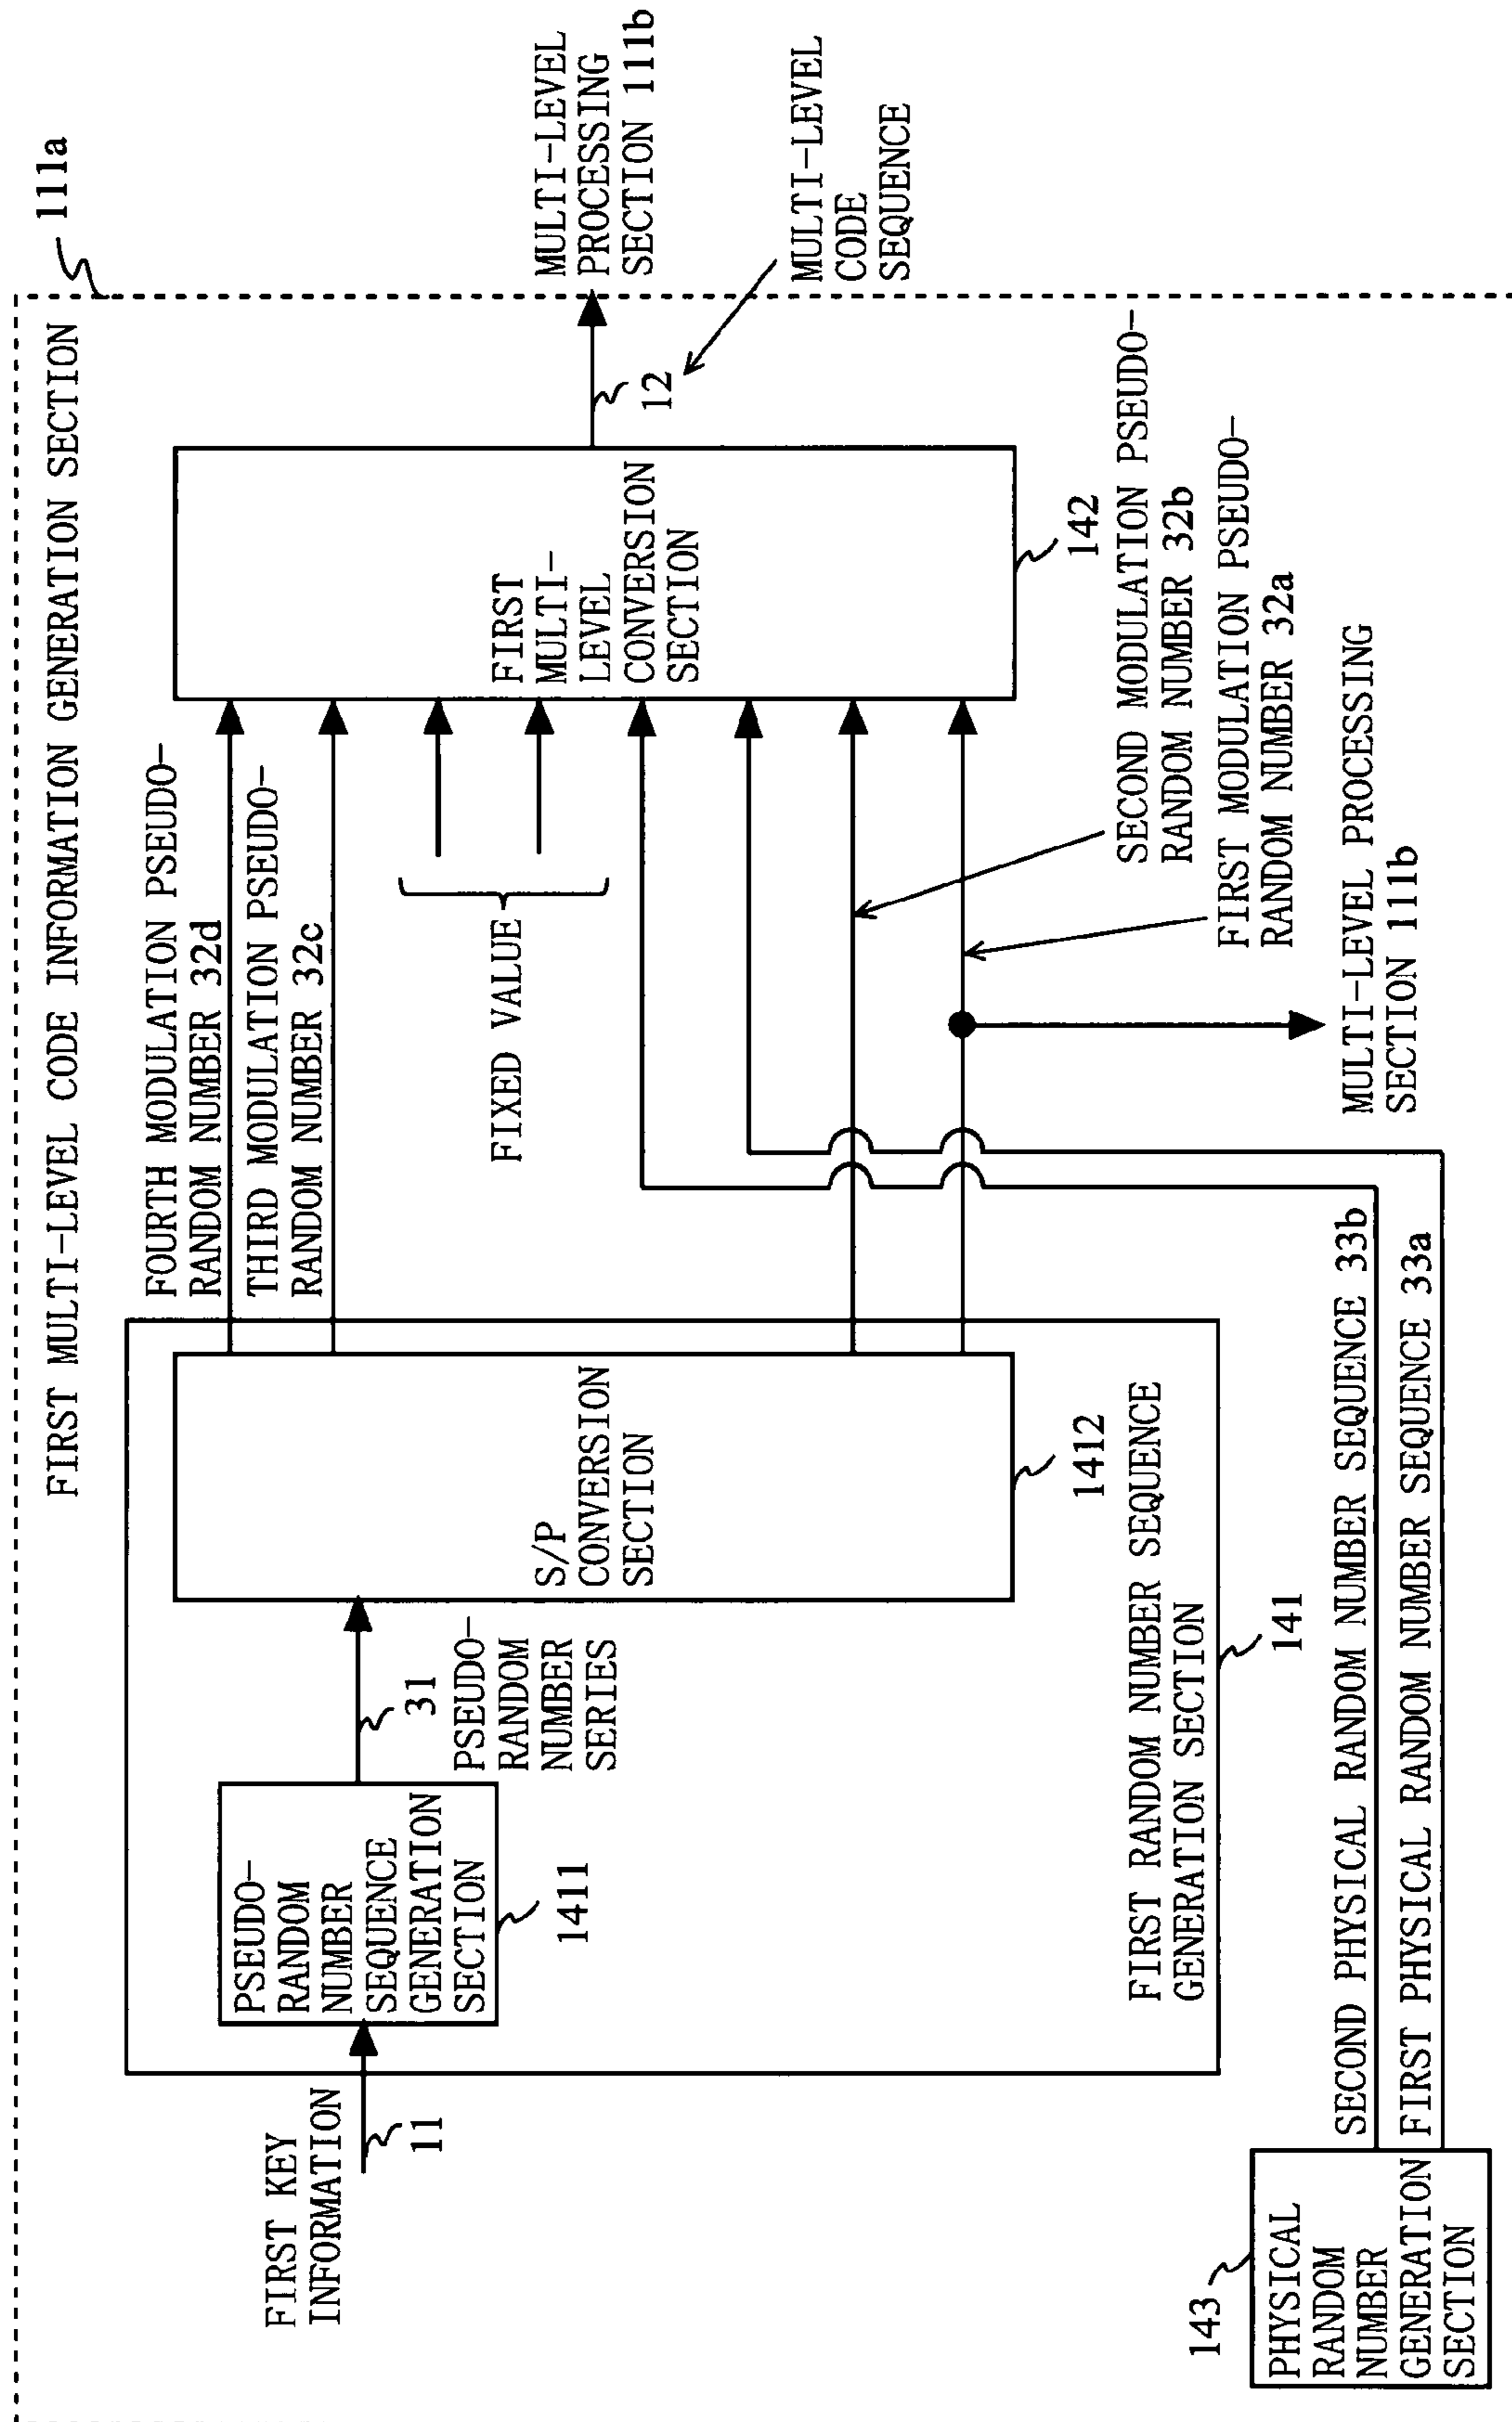 FIRST MULTI-LEVEL CODE INFORMATION GENERATION SECTION
111a
FIRST KEY
INFORMATION
11
PSEUDO-
RANDOM
NUMBER
SEQUENCE
GENERATION
SECTION
1411
31
PSEUDO-
RANDOM
NUMBER
SERIES
S/P
CONVERSION
SECTION
1412
FIRST RANDOM NUMBER SEQUENCE
GENERATION SECTION
141
FOURTH MODULATION PSEUDO-
RANDOM NUMBER 32d
THIRD MODULATION PSEUDO-
RANDOM NUMBER 32c
FIXED VALUE
FIRST
MULTI-
LEVEL
CONVERSION
SECTION
142
12
MULTI-LEVEL
PROCESSING
SECTION 111b
MULTI-LEVEL
CODE
SEQUENCE
SECOND MODULATION PSEUDO-
RANDOM NUMBER 32b
FIRST MODULATION PSEUDO-
RANDOM NUMBER 32a
MULTI-LEVEL PROCESSING
SECTION 111b
143
PHYSICAL
RANDOM
NUMBER
GENERATION
SECTION
SECOND PHYSICAL RANDOM NUMBER SEQUENCE 33b
FIRST PHYSICAL RANDOM NUMBER SEQUENCE 33a